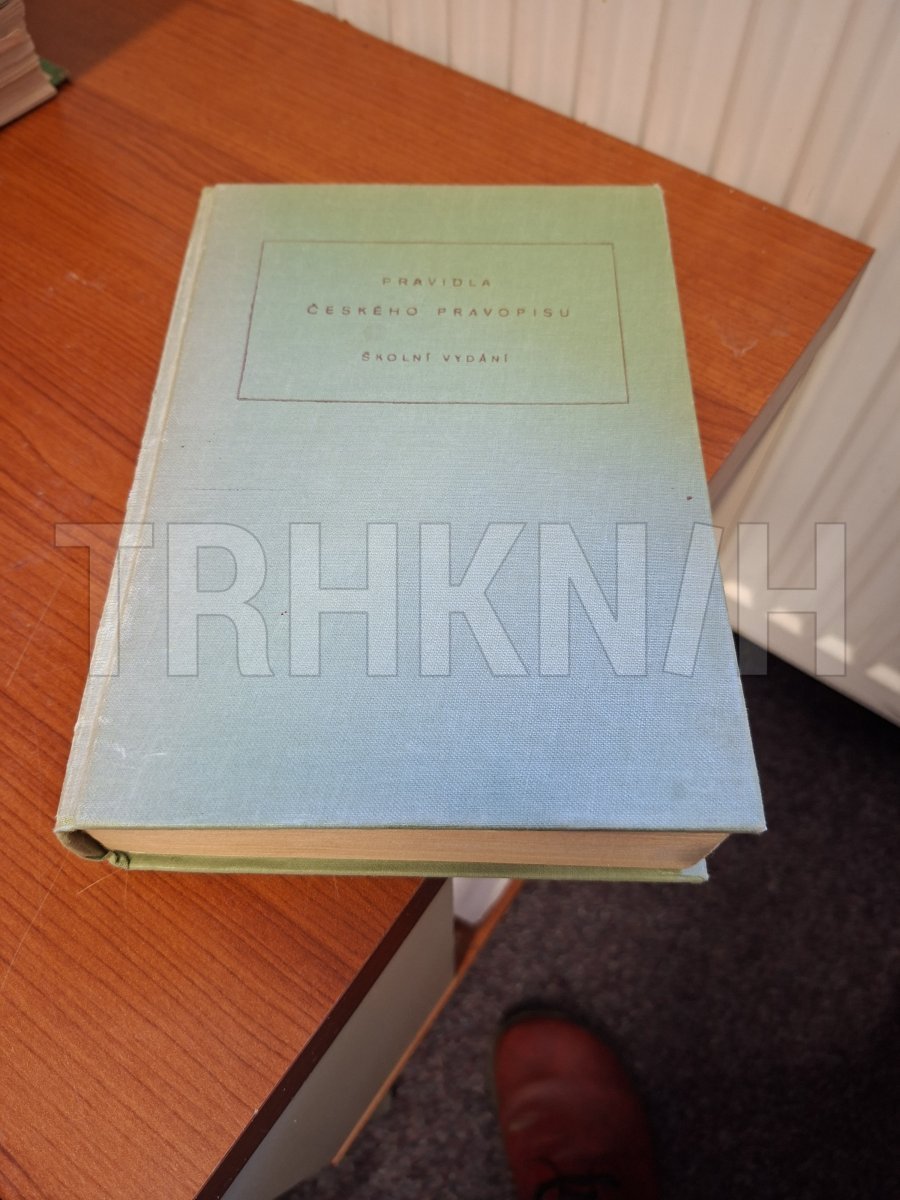 PRAVIDLA
ČESKÉHO PRAVOPISU
ŠKOLNÍ VYDÁNÍ
TRHKNIH